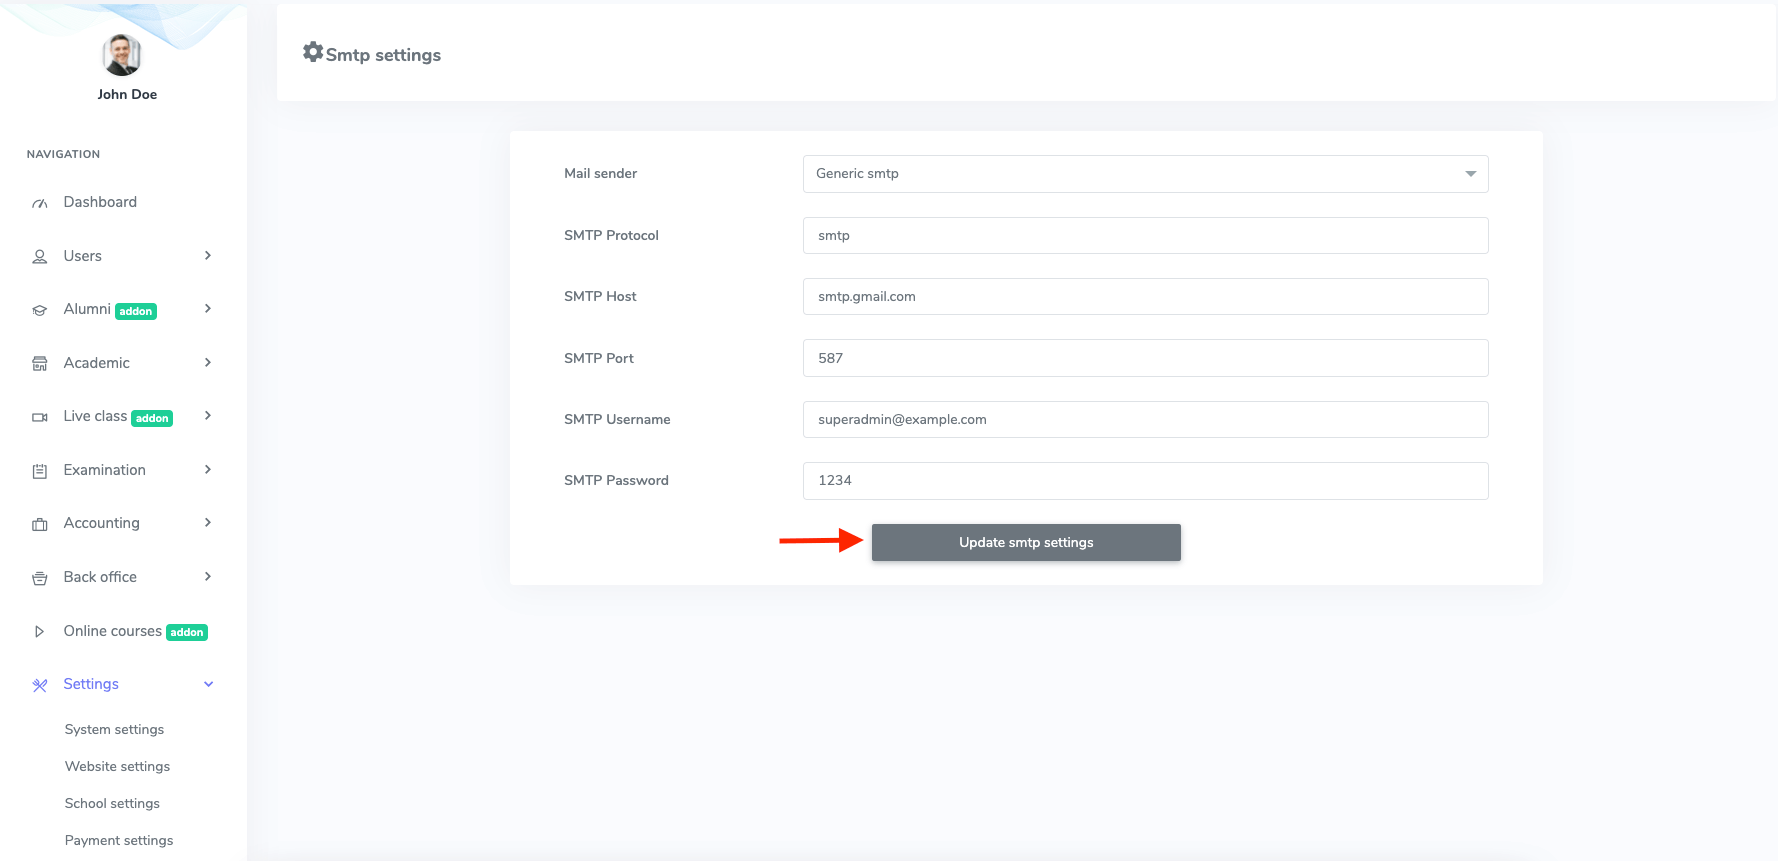 John Doe
NAVIGATION
Dashboard
Users
Alumni addon
Academic
Live class addon
Examination
Accounting
Back office
Online courses addon
Settings
System settings
Website settings
School settings
Payment settings
Smtp settings
Mail sender Generic smtp
SMTP Protocol smtp
SMTP Host smtp.gmail.com
SMTP Port 587
SMTP Username superadmin@example.com
SMTP Password 1234
Update smtp settings